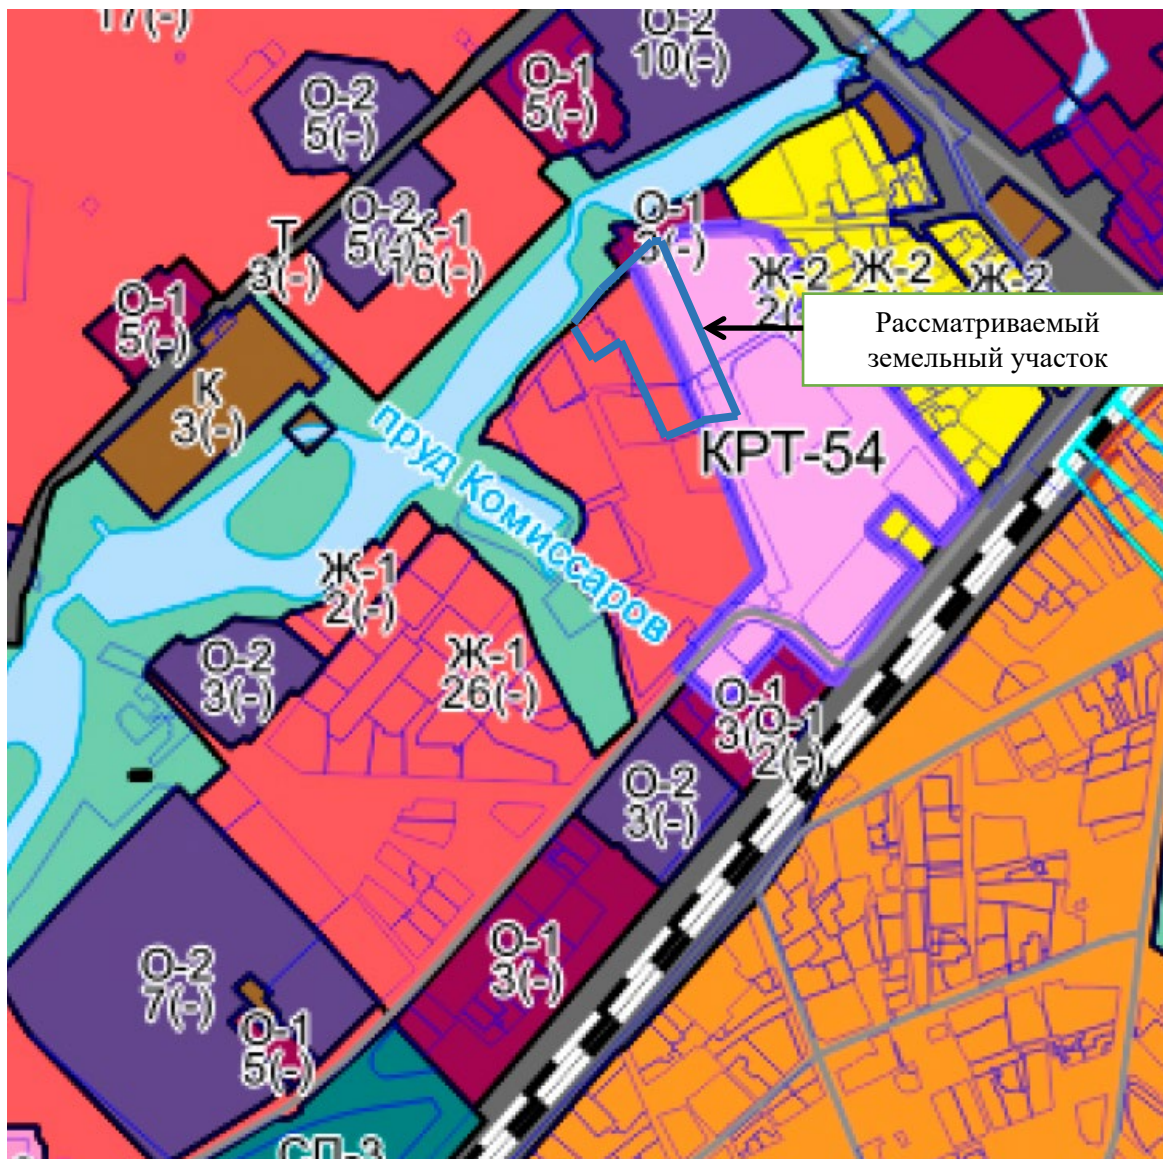 17(-)
О-2
5(-)
О-1
5(-)
О-2
10(-)
О-2
5(-)
Ж-1
16(-)
Т
3(-)
О-1
5(-)
К
3(-)
О-1
3(-)
Ж-2
Ж-2
Ж-2
Рассматриваемый
земельный участок
КРТ-54
пруд Комиссаров
Ж-1
2(-)
О-2
3(-)
Ж-1
26(-)
О-1
О-1
2(-)
О-2
3(-)
О-1
3(-)
О-2
7(-)
О-1
5(-)
СП-3